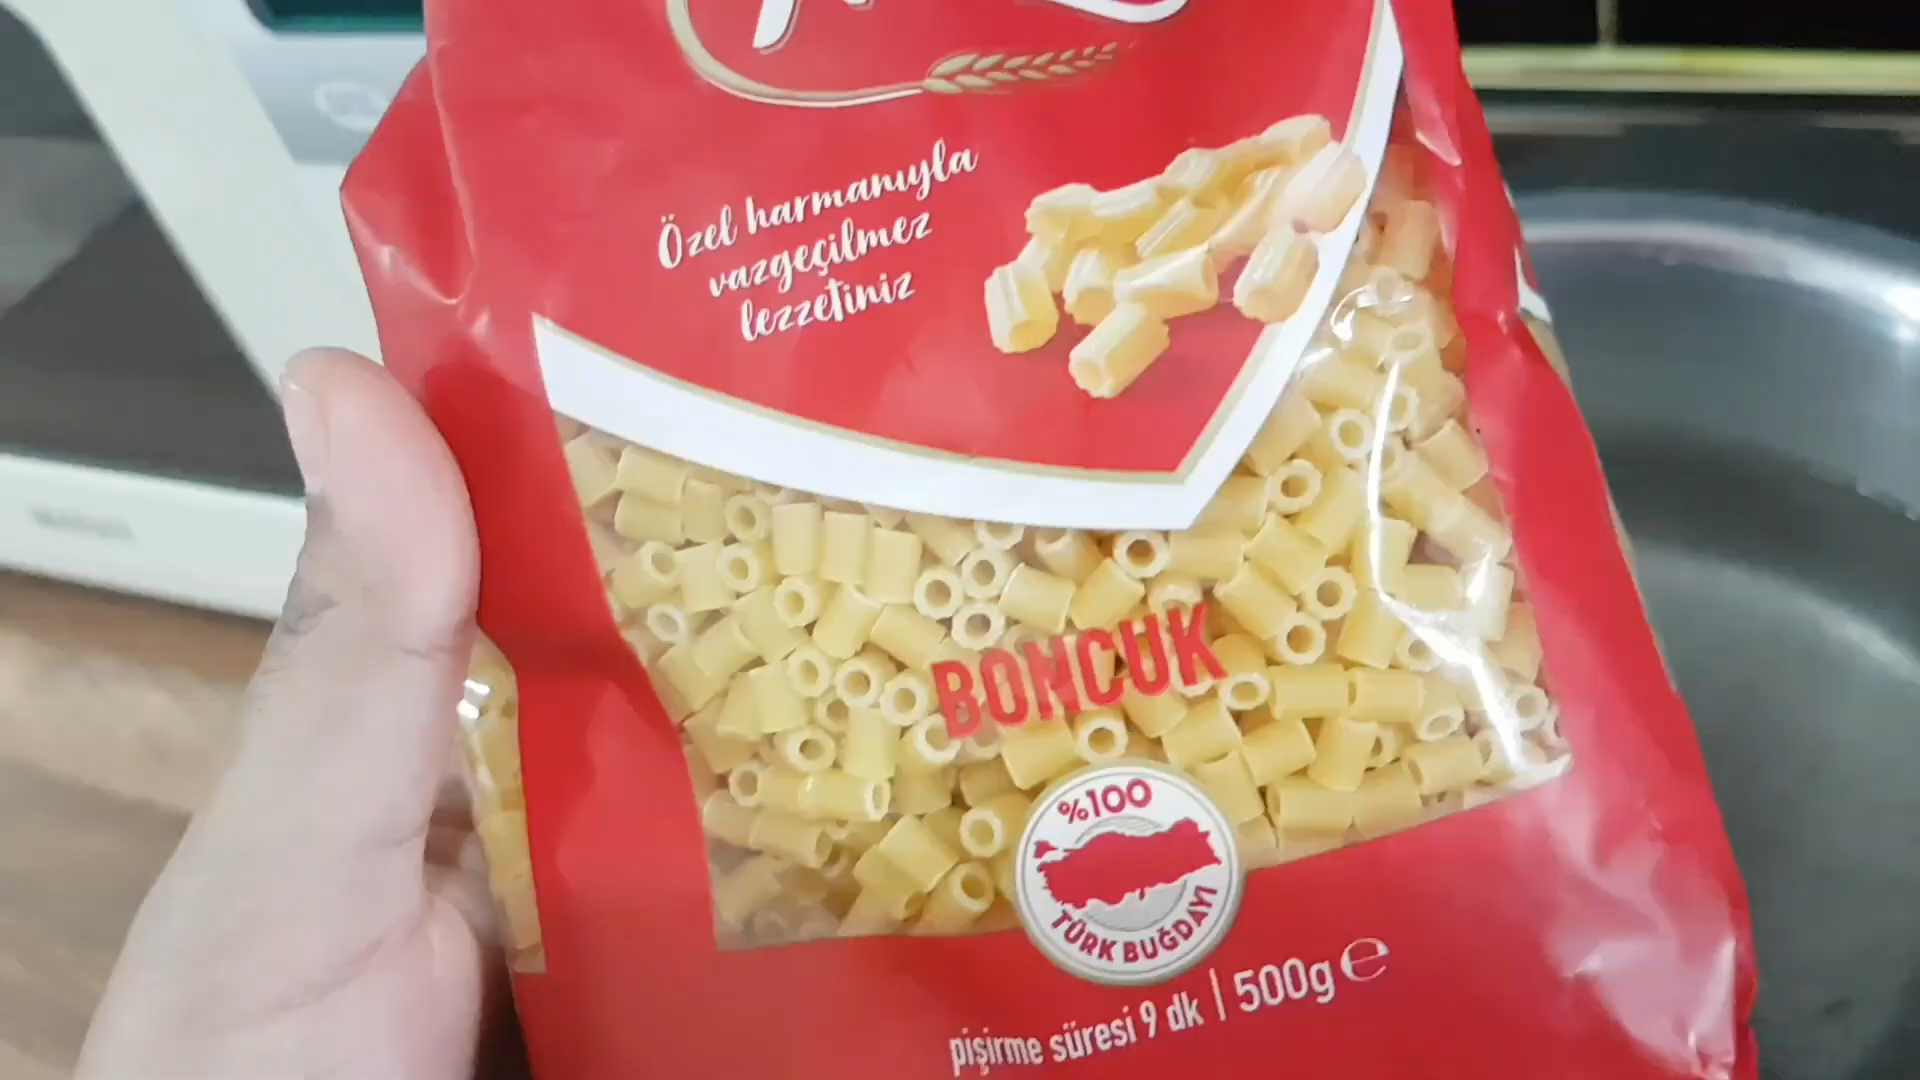 Özel harmanıyla
vazgeçilmez
lezzetiniz
BONCUK
%100
TÜRK BUĞDAYI
pişirme süresi 9 dk | 500g ℮